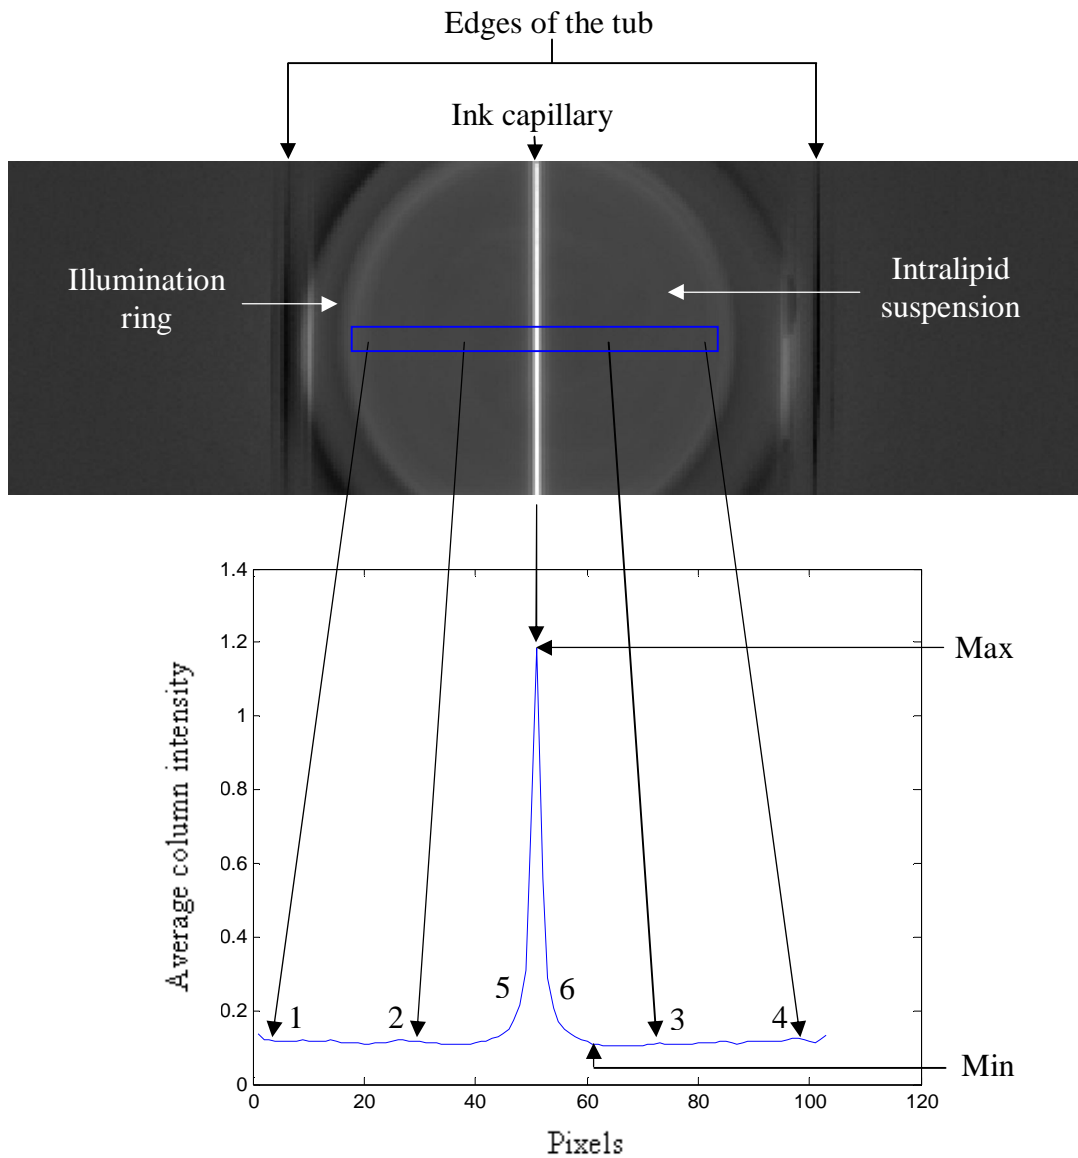 Edges of the tub
Ink capillary
Illumination
ring
Intralipid
suspension
1.4
1.2
1
0.8
0.6
0.4
0.2
0
Average column intensity
Max
5
6
1
2
3
4
Min
0
20
40
60
80
100
120
Pixels